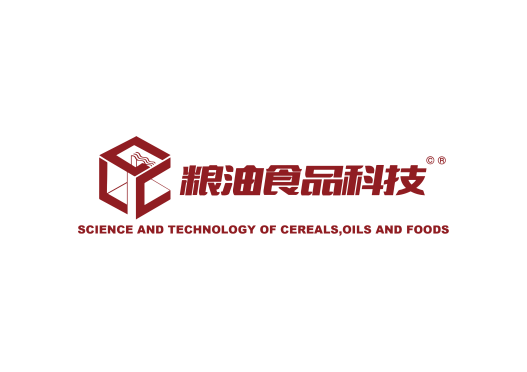 粮油食品科技 © ®
SCIENCE AND TECHNOLOGY OF CEREALS,OILS AND FOODS